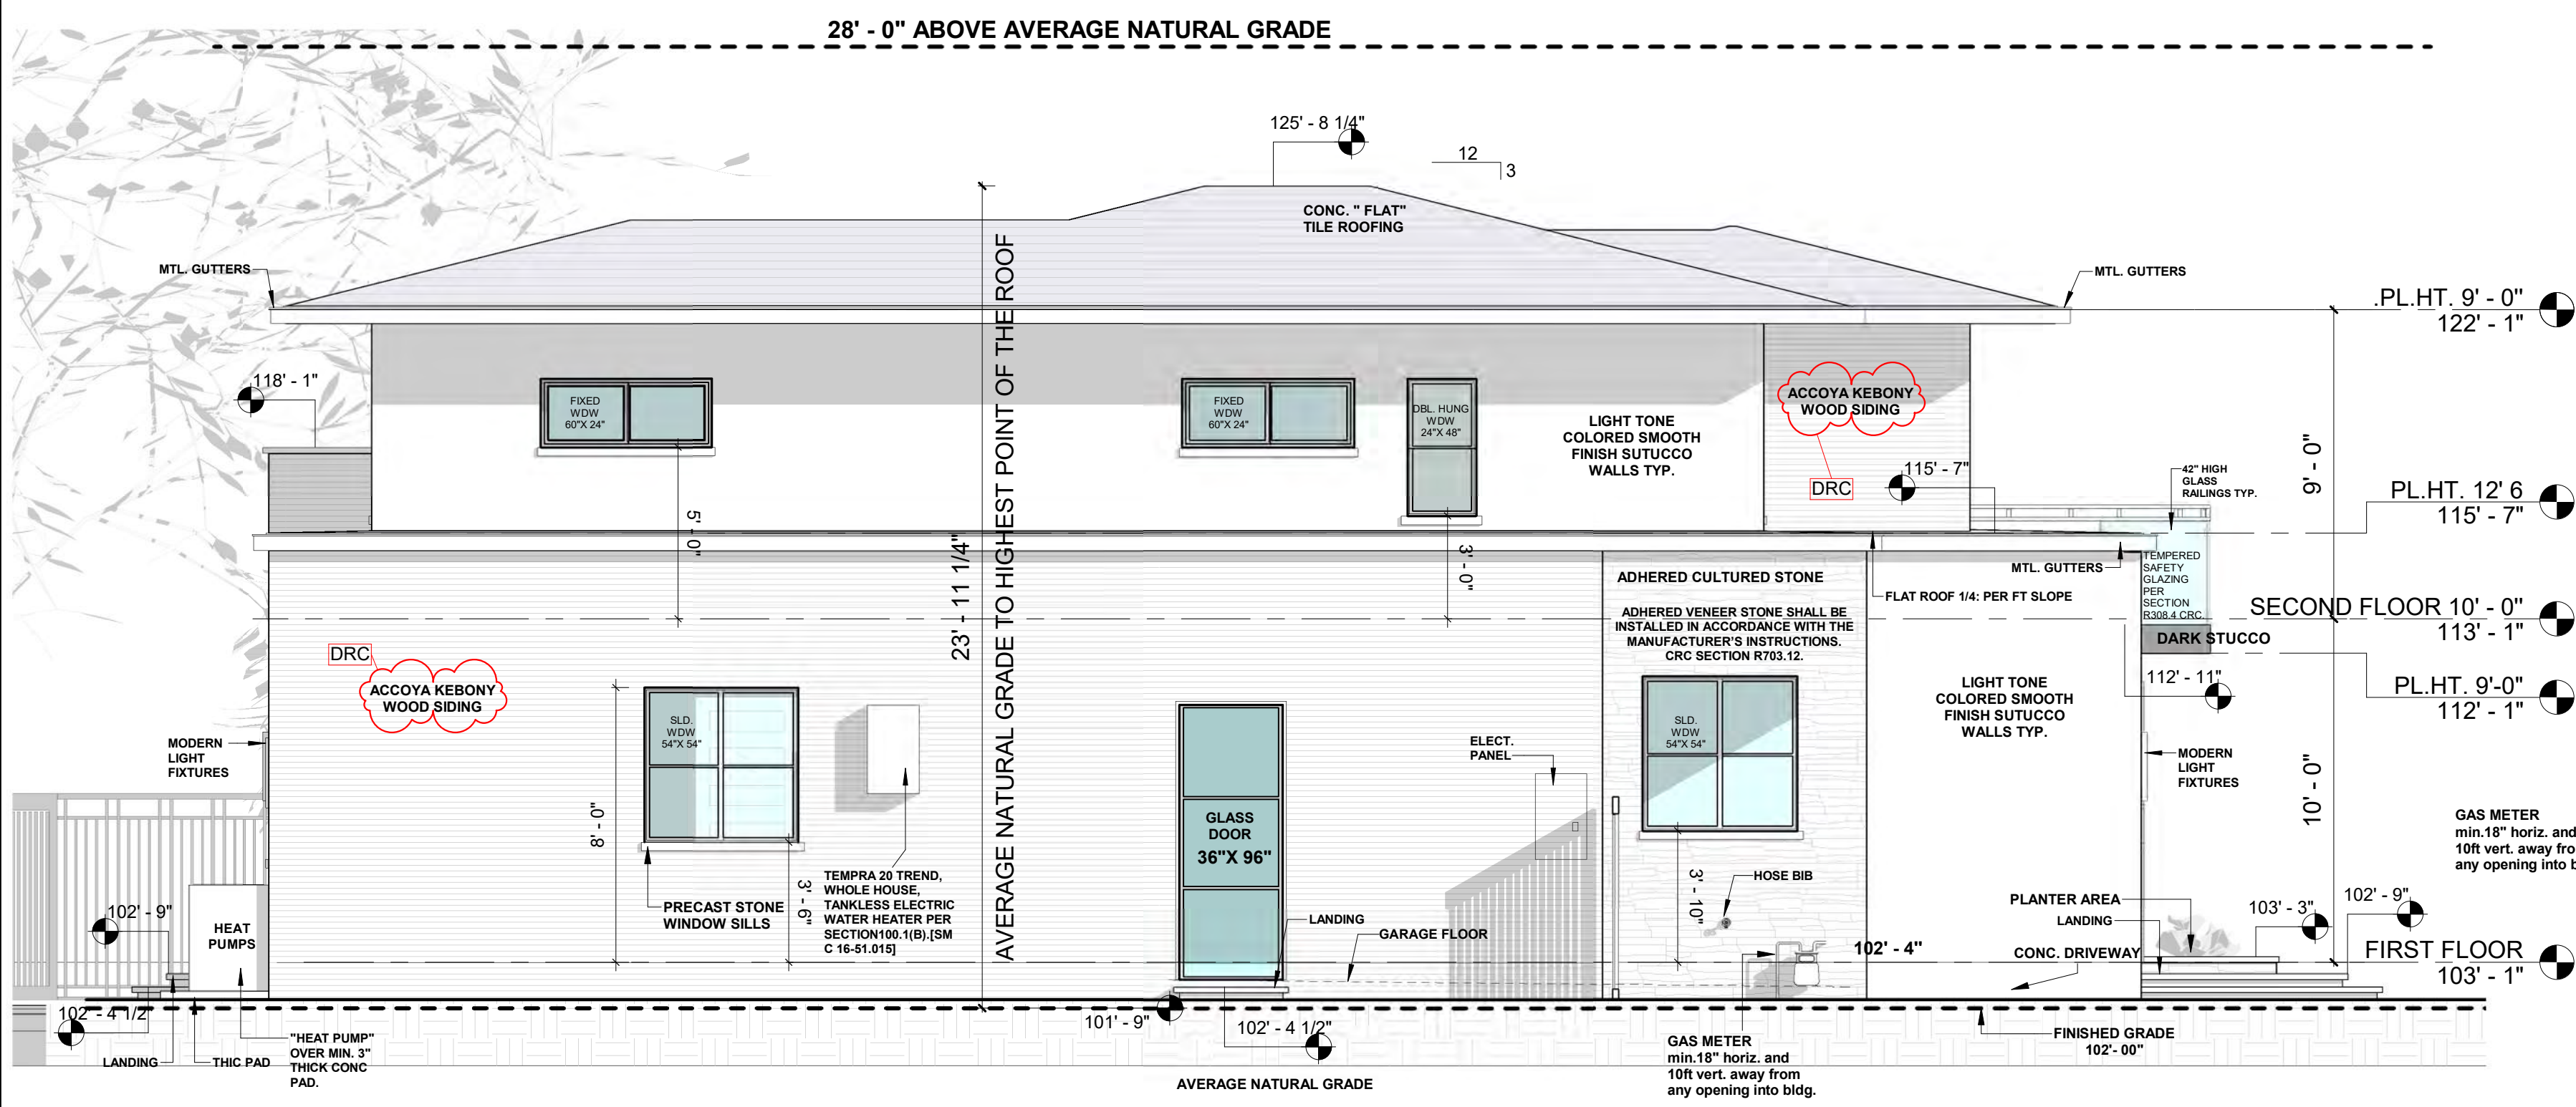 28' - 0" ABOVE AVERAGE NATURAL GRADE
125' - 8 1/4"
12
3
CONC. " FLAT"
TILE ROOFING
MTL. GUTTERS
MTL. GUTTERS
.PL.HT. 9' - 0"
122' - 1"
118' - 1"
FIXED
WDW
60"X 24"
FIXED
WDW
60"X 24"
DBL. HUNG
WDW
24"X 48"
LIGHT TONE
COLORED SMOOTH
FINISH SUTUCCO
WALLS TYP.
ACCOYA KEBONY
WOOD SIDING
DRC
115' - 7"
42" HIGH
GLASS
RAILINGS TYP.
9' - 0"
PL.HT. 12' 6
115' - 7"
5' - 0"
3' - 0"
23' - 11 1/4"
AVERAGE NATURAL GRADE TO HIGHEST POINT OF THE ROOF
ADHERED CULTURED STONE
ADHERED VENEER STONE SHALL BE
INSTALLED IN ACCORDANCE WITH THE
MANUFACTURER'S INSTRUCTIONS.
CRC SECTION R703.12.
MTL. GUTTERS
FLAT ROOF 1/4: PER FT SLOPE
TEMPERED
SAFETY
GLAZING
PER
SECTION
R308.4 CRC.
SECOND FLOOR 10' - 0"
113' - 1"
DARK STUCCO
DRC
ACCOYA KEBONY
WOOD SIDING
LIGHT TONE
COLORED SMOOTH
FINISH SUTUCCO
WALLS TYP.
112' - 11"
PL.HT. 9'-0"
112' - 1"
SLD.
WDW
54"X 54"
SLD.
WDW
54"X 54"
MODERN
LIGHT
FIXTURES
ELECT.
PANEL
MODERN
LIGHT
FIXTURES
8' - 0"
10' - 0"
GLASS
DOOR
36"X 96"
GAS METER
min.18" horiz. and
10ft vert. away fro
any opening into b
TEMPRA 20 TREND,
WHOLE HOUSE,
TANKLESS ELECTRIC
WATER HEATER PER
SECTION100.1(B).[SM
C 16-51.015]
3' - 6"
3' - 10"
HOSE BIB
PRECAST STONE
WINDOW SILLS
LANDING
GARAGE FLOOR
102' - 9"
HEAT
PUMPS
PLANTER AREA
LANDING
103' - 3"
102' - 9"
102' - 4"
CONC. DRIVEWAY
FIRST FLOOR
103' - 1"
102' - 4 1/2"
101' - 9"
102' - 4 1/2"
LANDING
THIC PAD
"HEAT PUMP"
OVER MIN. 3"
THICK CONC
PAD.
AVERAGE NATURAL GRADE
GAS METER
min.18" horiz. and
10ft vert. away from
any opening into bldg.
FINISHED GRADE
102'- 00"